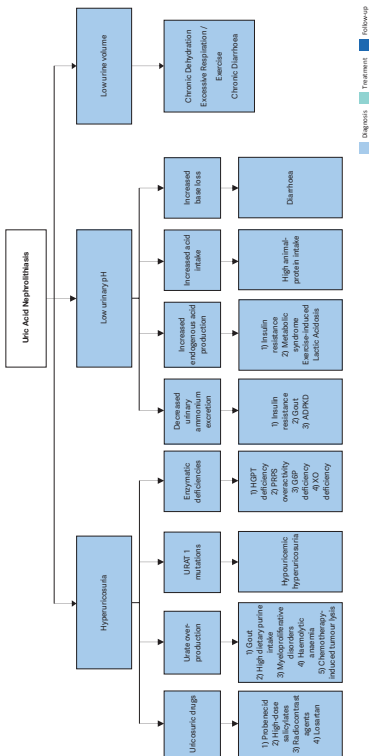 Uric Acid Nephrolithiasis
Hyperuricosuria
Low urinary pH
Low urine volume
Uricosuric drugs
Urate over-
production
URAT 1
mutations
Enzymatic
deficiencies
Decreased
urinary
ammonium
excretion
Increased
endogenous acid
production
Increased acid
intake
Increased
base loss
Chronic Dehydration
Excessive Respiration /
Exercise
Chronic Diarrhoea
1) Probenecid
2) High-dose
salicylates
3) Radiocontrast
agents
4) Losartan
1) Gout
2) High dietary purine
intake
3) Myeloproliferative
disorders
4) Haemolytic
anaemia
5) Chemotherapy-
induced tumour lysis
Hypouricemic
hyperuricosuria
1) HGPT
deficiency
2) PRPS
overactivity
3) G6P
deficiency
4) XO
deficiency
1) Insulin
resistance
2) Gout
3) ADPKD
1) Insulin
resistance
2) Metabolic
syndrome
Exercise-induced
Lactic Acidosis
High animal-
protein intake
Diarrhoea
Diagnosis
Treatment
Follow-up